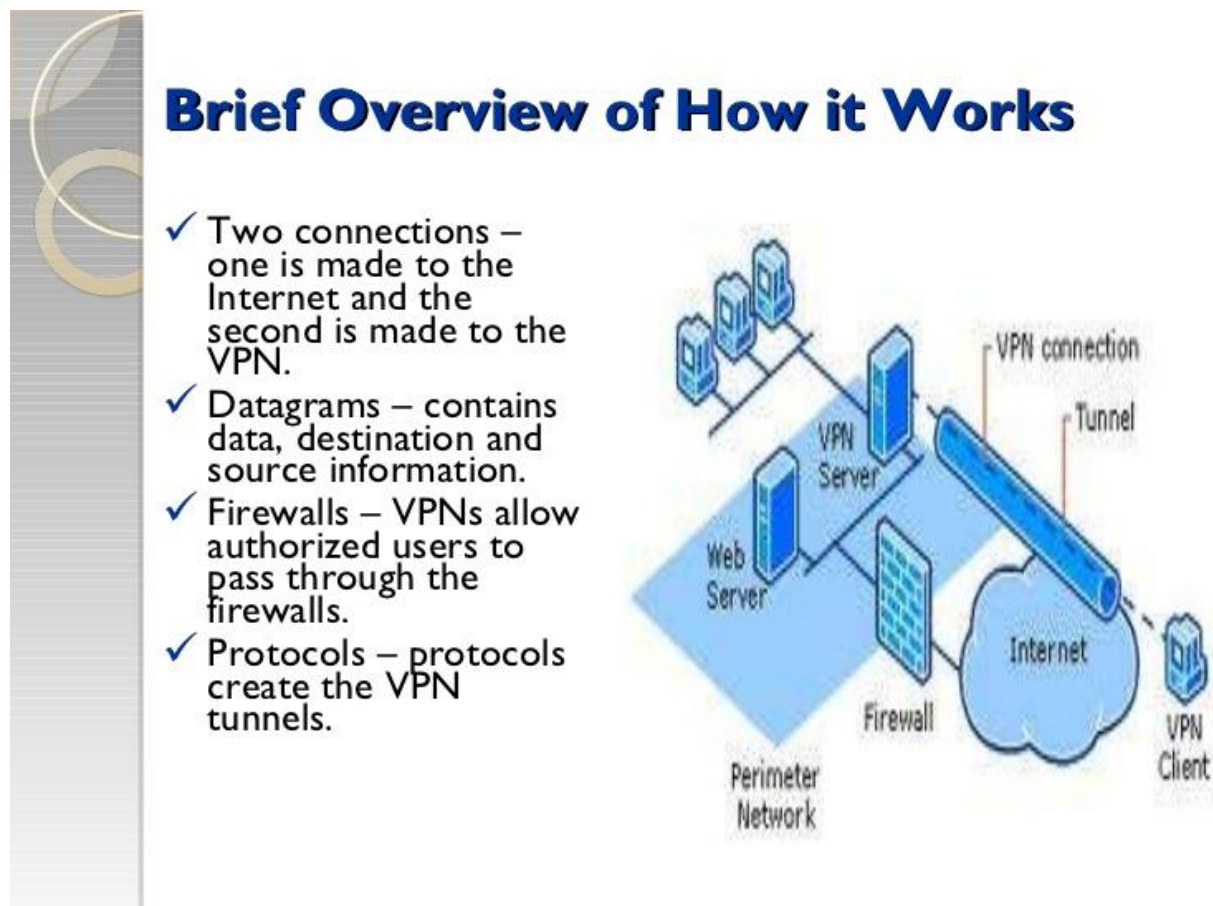 Brief Overview of How it Works
✓ Two connections –
one is made to the
Internet and the
second is made to the
VPN.
✓ Datagrams – contains
data, destination and
source information.
✓ Firewalls – VPNs allow
authorized users to
pass through the
firewalls.
✓ Protocols – protocols
create the VPN
tunnels.
VPN connection
Tunnel
VPN
Server
Web
Server
Internet
Firewall
VPN
Client
Perimeter
Network